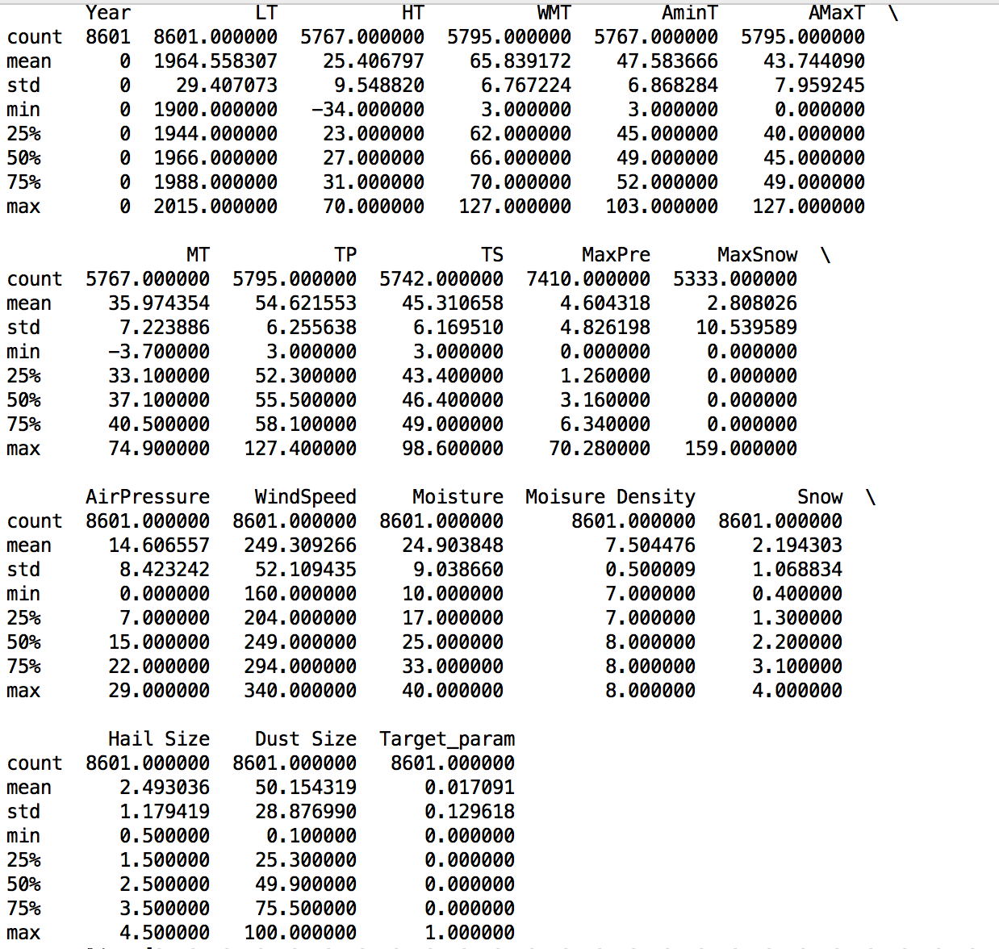 Year LT HT WMT AminT AMaxT \
count 8601 8601.000000 5767.000000 5795.000000 5767.000000 5795.000000
mean 0 1964.558307 25.406797 65.839172 47.583666 43.744090
std 0 29.407073 9.548820 6.767224 6.868284 7.959245
min 0 1900.000000 −34.000000 3.000000 3.000000 0.000000
25% 0 1944.000000 23.000000 62.000000 45.000000 40.000000
50% 0 1966.000000 27.000000 66.000000 49.000000 45.000000
75% 0 1988.000000 31.000000 70.000000 52.000000 49.000000
max 0 2015.000000 70.000000 127.000000 103.000000 127.000000
MT TP TS MaxPre MaxSnow \
count 5767.000000 5795.000000 5742.000000 7410.000000 5333.000000
mean 35.974354 54.621553 45.310658 4.604318 2.808026
std 7.223886 6.255638 6.169510 4.826198 10.539589
min −3.700000 3.000000 3.000000 0.000000 0.000000
25% 33.100000 52.300000 43.400000 1.260000 0.000000
50% 37.100000 55.500000 46.400000 3.160000 0.000000
75% 40.500000 58.100000 49.000000 6.340000 0.000000
max 74.900000 127.400000 98.600000 70.280000 159.000000
AirPressure WindSpeed Moisture Moisure Density Snow \
count 8601.000000 8601.000000 8601.000000 8601.000000 8601.000000
mean 14.606557 249.309266 24.903848 7.504476 2.194303
std 8.423242 52.109435 9.038660 0.500009 1.068834
min 0.000000 160.000000 10.000000 7.000000 0.400000
25% 7.000000 204.000000 17.000000 7.000000 1.300000
50% 15.000000 249.000000 25.000000 8.000000 2.200000
75% 22.000000 294.000000 33.000000 8.000000 3.100000
max 29.000000 340.000000 40.000000 8.000000 4.000000
Hail Size Dust Size Target_param
count 8601.000000 8601.000000 8601.000000
mean 2.493036 50.154319 0.017091
std 1.179419 28.876990 0.129618
min 0.500000 0.100000 0.000000
25% 1.500000 25.300000 0.000000
50% 2.500000 49.900000 0.000000
75% 3.500000 75.500000 0.000000
max 4.500000 100.000000 1.000000